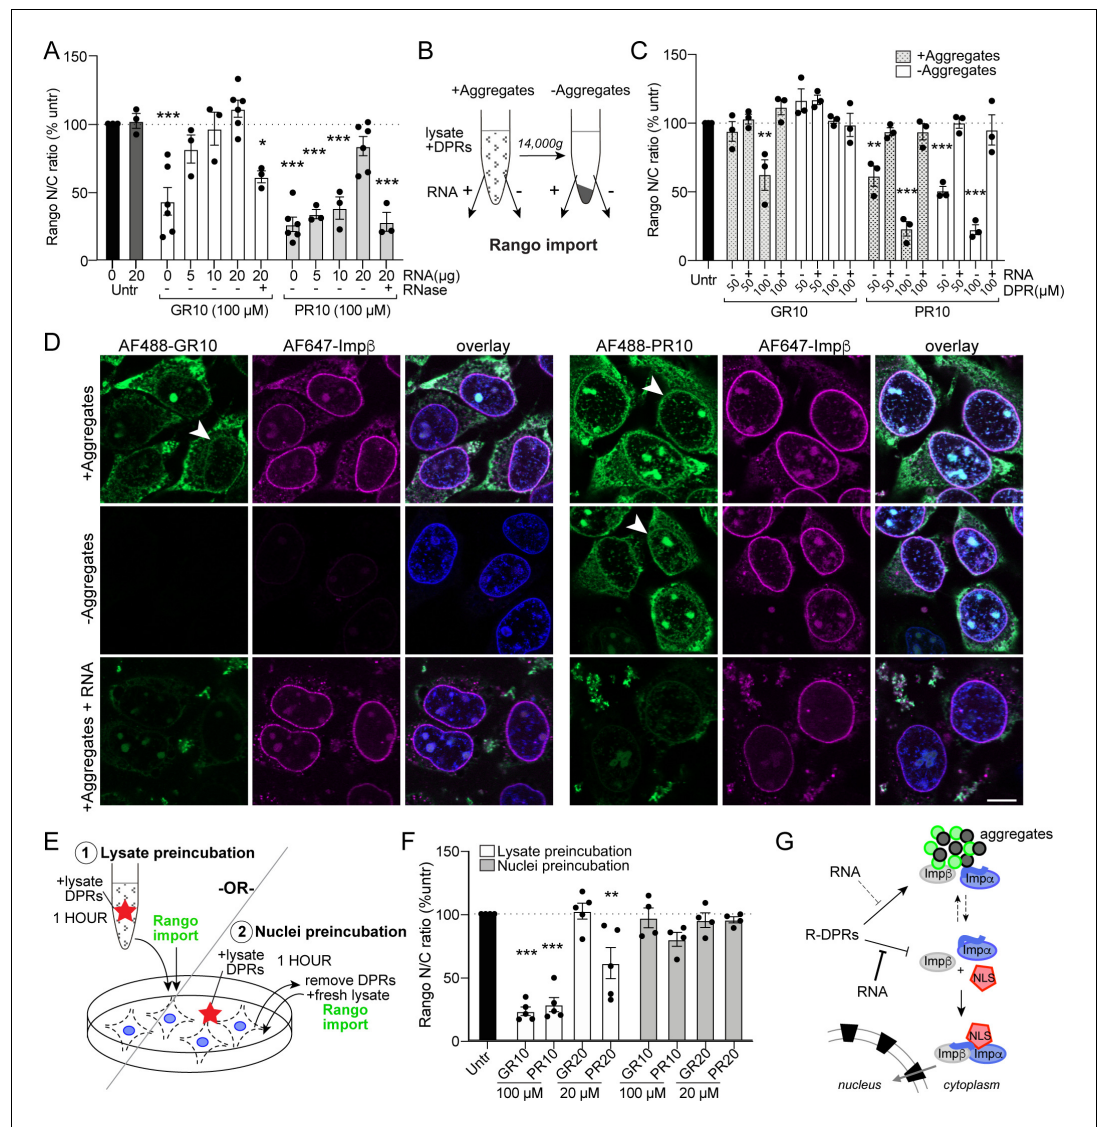 A
Rango N/C ratio (% untr)
150
100
50
0
***
*
***
***
***
***
0 20 0 5 10 20 20 0 5 10 20 20 RNA(µg)
- - - - + - - - - + RNase
Untr
GR10 (100 µM)
PR10 (100 µM)
B
+Aggregates -Aggregates
lysate
+DPRs
14,000g
RNA + - + -
Rango import
C
+Aggregates
-Aggregates
Rango N/C ratio (% untr)
150
100
50
0
**
**
***
***
***
Untr
- + - + - + - + - + - + - + - + RNA
50 50 100 100 50 50 100 100 50 50 100 100 50 50 100 100 DPR(µM)
GR10 PR10
D
AF488-GR10 AF647-Impβ overlay AF488-PR10 AF647-Impβ overlay
+Aggregates
-Aggregates
+Aggregates + RNA
E
1 Lysate preincubation
+lysate
DPRs
1 HOUR
-OR-
Rango
import
2 Nuclei preincubation
+lysate
DPRs
1 HOUR
remove DPRs
+fresh lysate
Rango
import
F
Lysate preincubation
Nuclei preincubation
Rango N/C ratio (%untr)
150
100
50
0
***
***
**
Untr GR10 PR10 GR20 PR20 GR10 PR10 GR20 PR20
100 µM 20 µM 100 µM 20 µM
G
aggregates
Impβ Impα
RNA
R-DPRs
Impα
Impβ +
NLS
RNA
NLS
Impβ Impα
nucleus cytoplasm